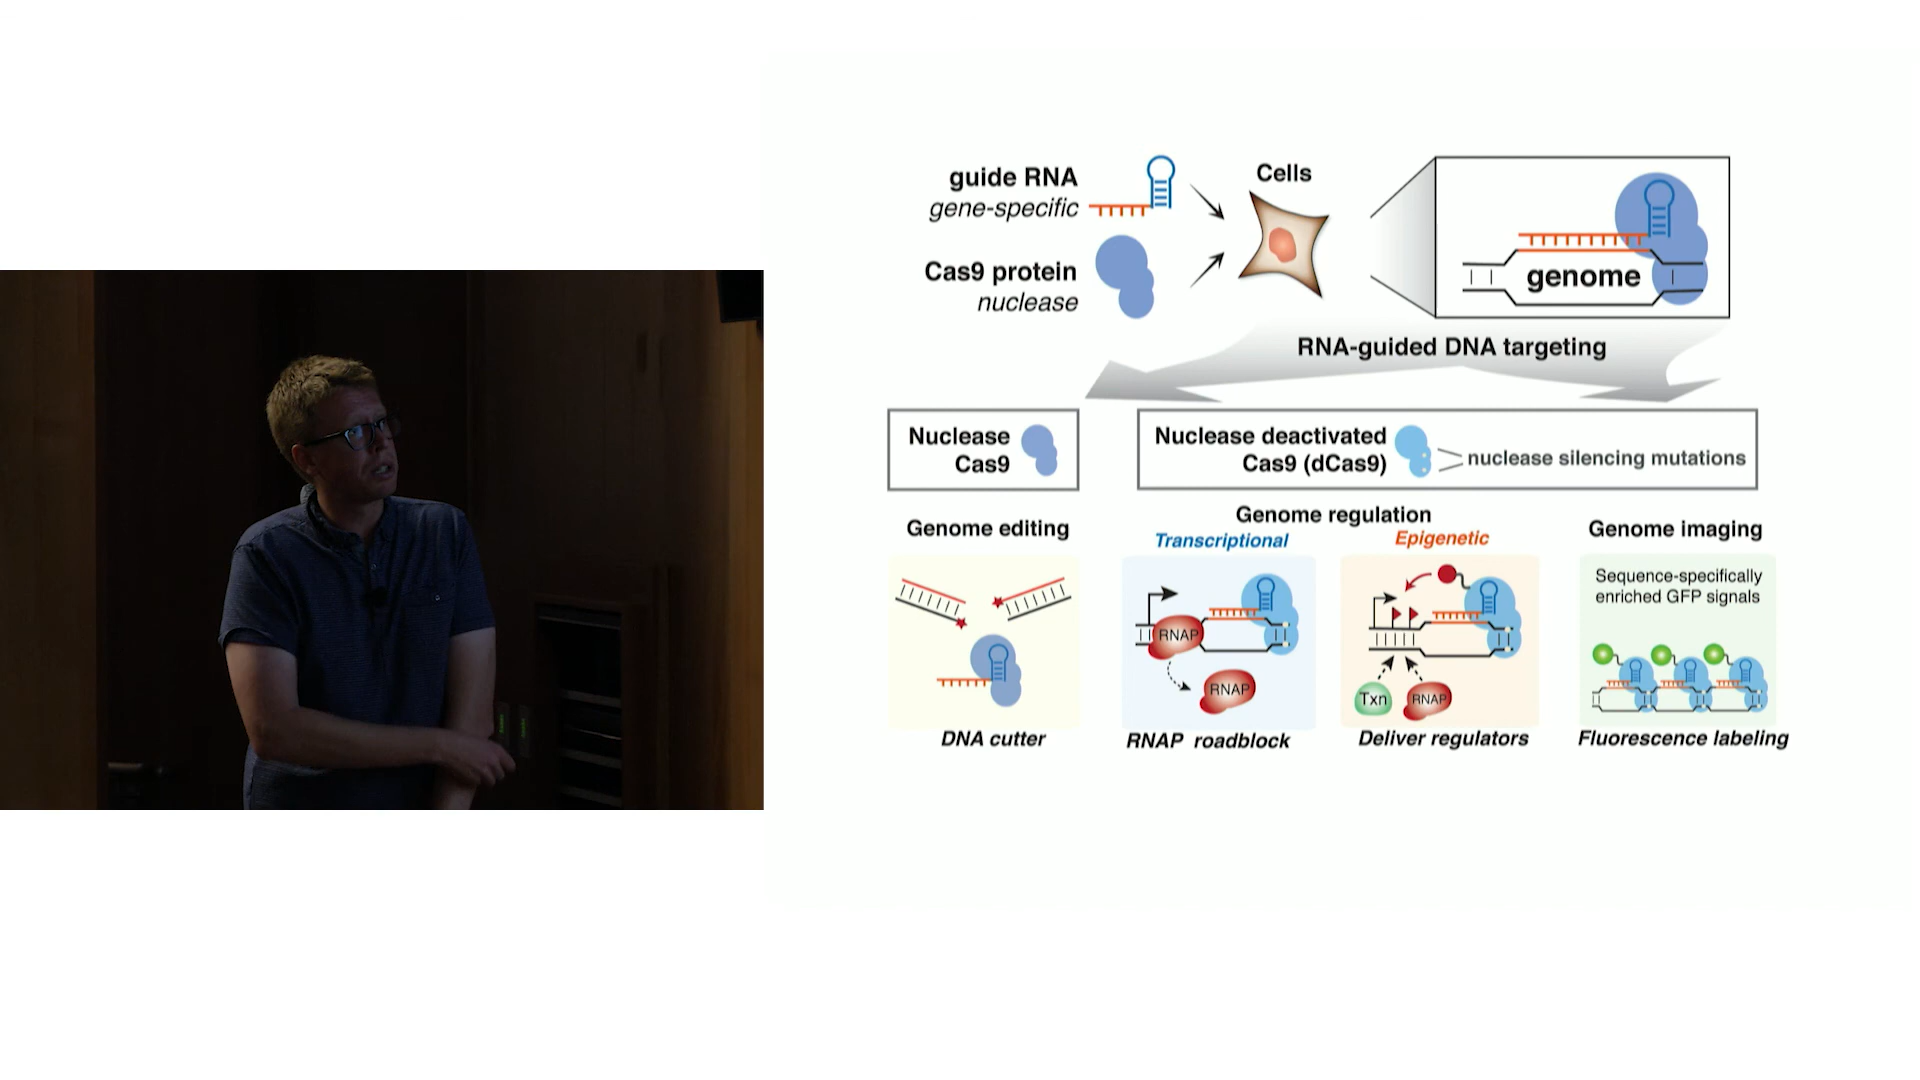 guide RNA
gene-specific
Cas9 protein
nuclease
Cells
genome
RNA-guided DNA targeting
Nuclease
Cas9
Nuclease deactivated
Cas9 (dCas9)
nuclease silencing mutations
Genome editing
DNA cutter
Genome regulation
Transcriptional
RNAP
RNAP
RNAP roadblock
Epigenetic
Txn
RNAP
Deliver regulators
Genome imaging
Sequence-specifically
enriched GFP signals
Fluorescence labeling